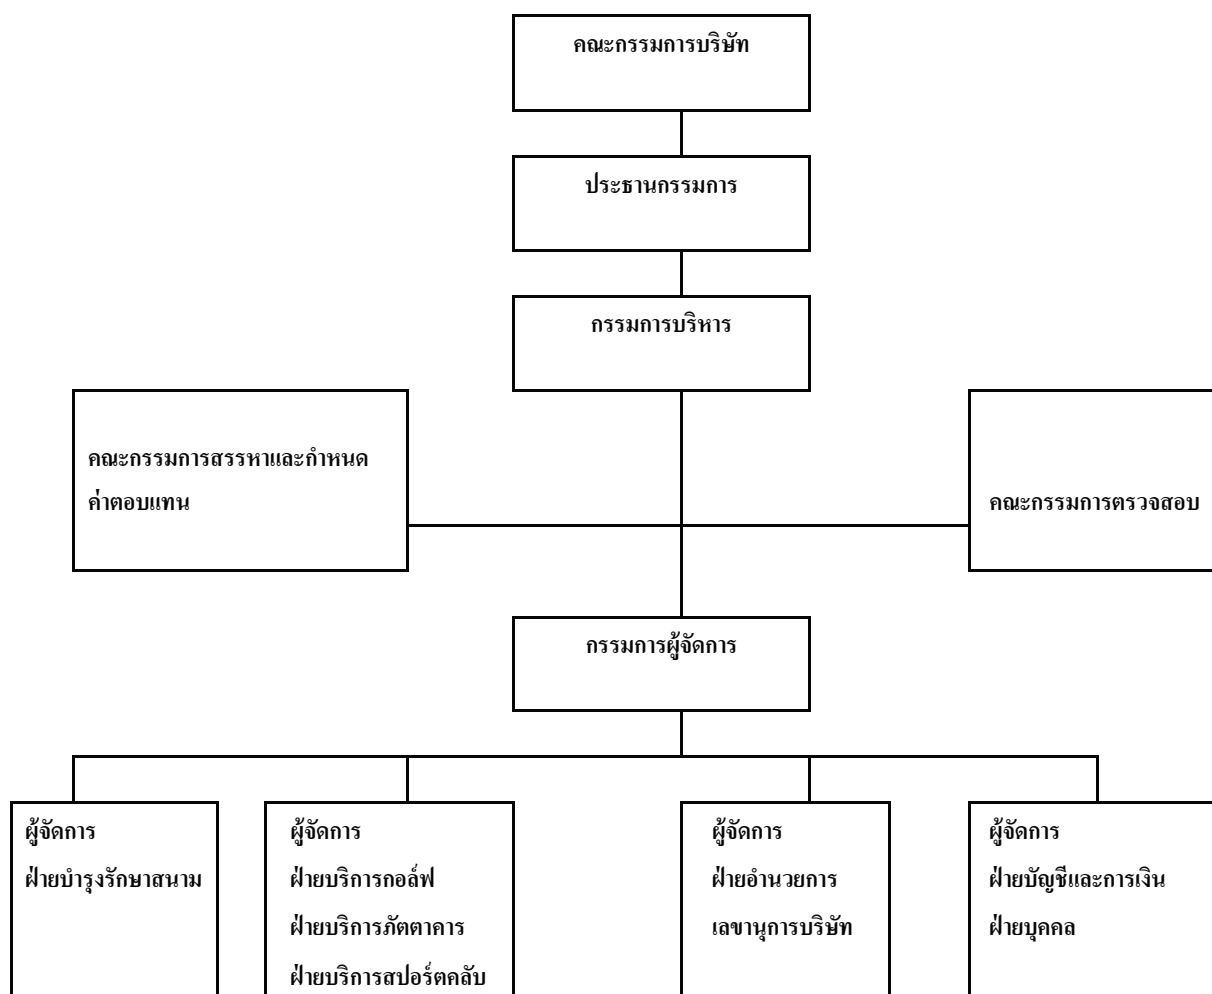 คณะกรรมการบริษัท
ประธานกรรมการ
กรรมการบริหาร
คณะกรรมการสรรหาและกำหนด
ค่าตอบแทน
คณะกรรมการตรวจสอบ
กรรมการผู้จัดการ
ผู้จัดการ
ฝ่ายบำรุงรักษาสนาม
ผู้จัดการ
ฝ่ายบริการกอล์ฟ
ฝ่ายบริการภัตตาคาร
ฝ่ายบริการสปอร์ตคลับ
ผู้จัดการ
ฝ่ายอำนวยการ
เลขานุการบริษัท
ผู้จัดการ
ฝ่ายบัญชีและการเงิน
ฝ่ายบุคคล